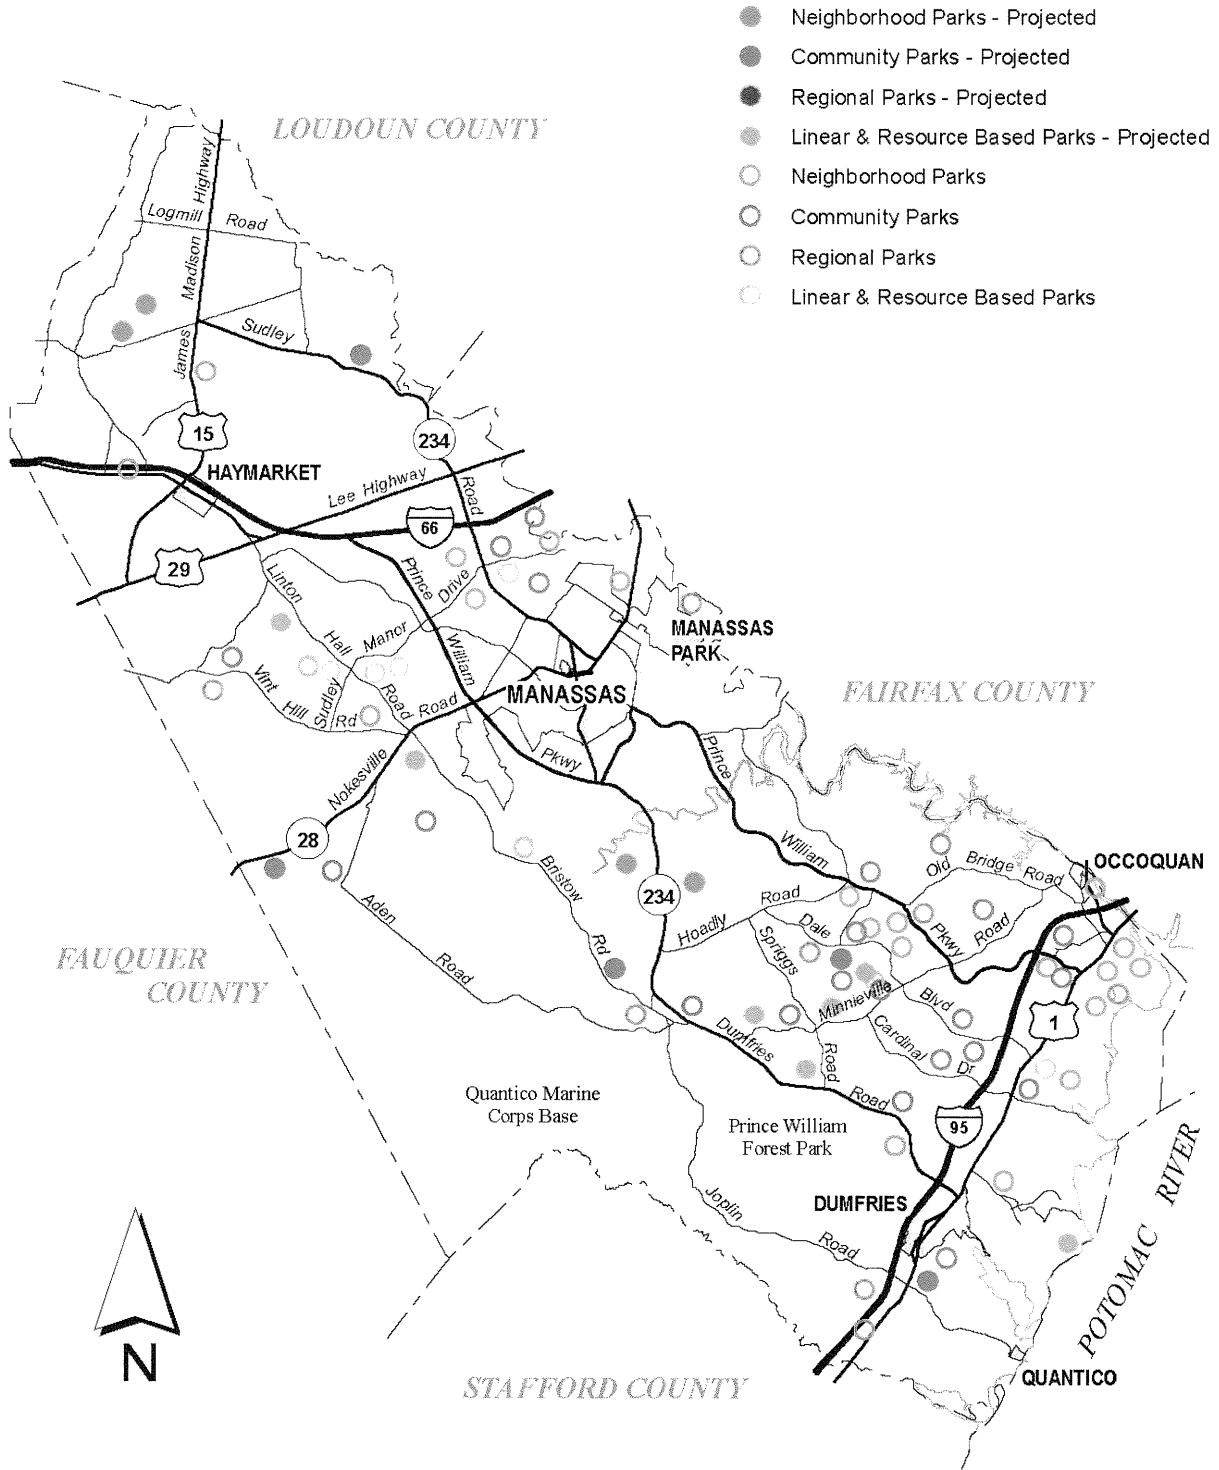 Neighborhood Parks - Projected
Community Parks - Projected
Regional Parks - Projected
Linear & Resource Based Parks - Projected
Neighborhood Parks
Community Parks
Regional Parks
Linear & Resource Based Parks
LOUDOUN COUNTY
James Madison Highway
Logmill Road
Sudley Road
15
234
HAYMARKET
Lee Highway
66
29
Linton Hall Road
Prince William Pkwy
Sudley Manor Drive
MANASSAS
PARK
MANASSAS
FAIRFAX COUNTY
Vint Hill Rd
Nokesville Road
28
Prince William Pkwy
Old Bridge Road
OCCOQUAN
Bristow Rd
234
Hoadly Road
Dale Blvd
Spriggs Road
Minnieville Road
Cardinal Dr
Aden Road
FAUQUIER
COUNTY
1
Dumfries Road
Quantico Marine
Corps Base
Prince William
Forest Park
95
DUMFRIES
Joplin Road
POTOMAC RIVER
N
QUANTICO
STAFFORD COUNTY